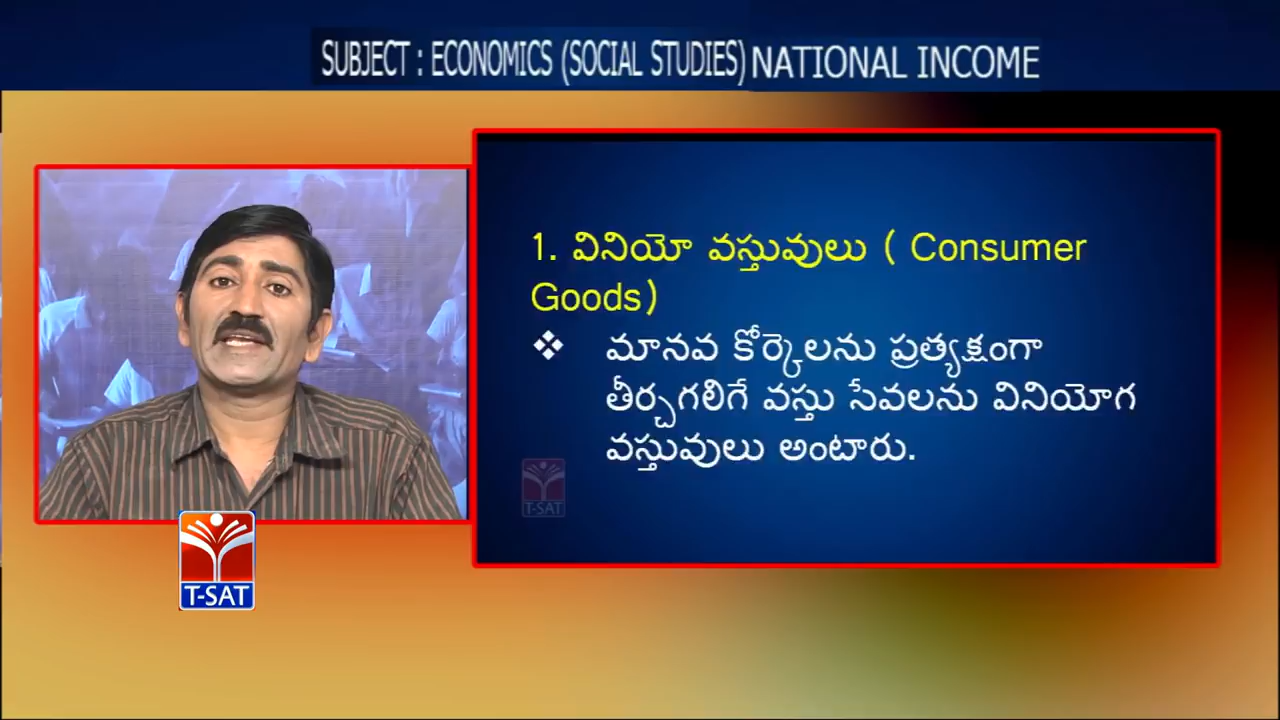 SUBJECT : ECONOMICS (SOCIAL STUDIES) NATIONAL INCOME
1. వినియో వస్తువులు ( Consumer
Goods)
❖ మానవ కోర్కెలను ప్రత్యక్షంగా
తీర్చగలిగే వస్తు సేవలను వినియోగ
వస్తువులు అంటారు.
T-SAT
T-SAT